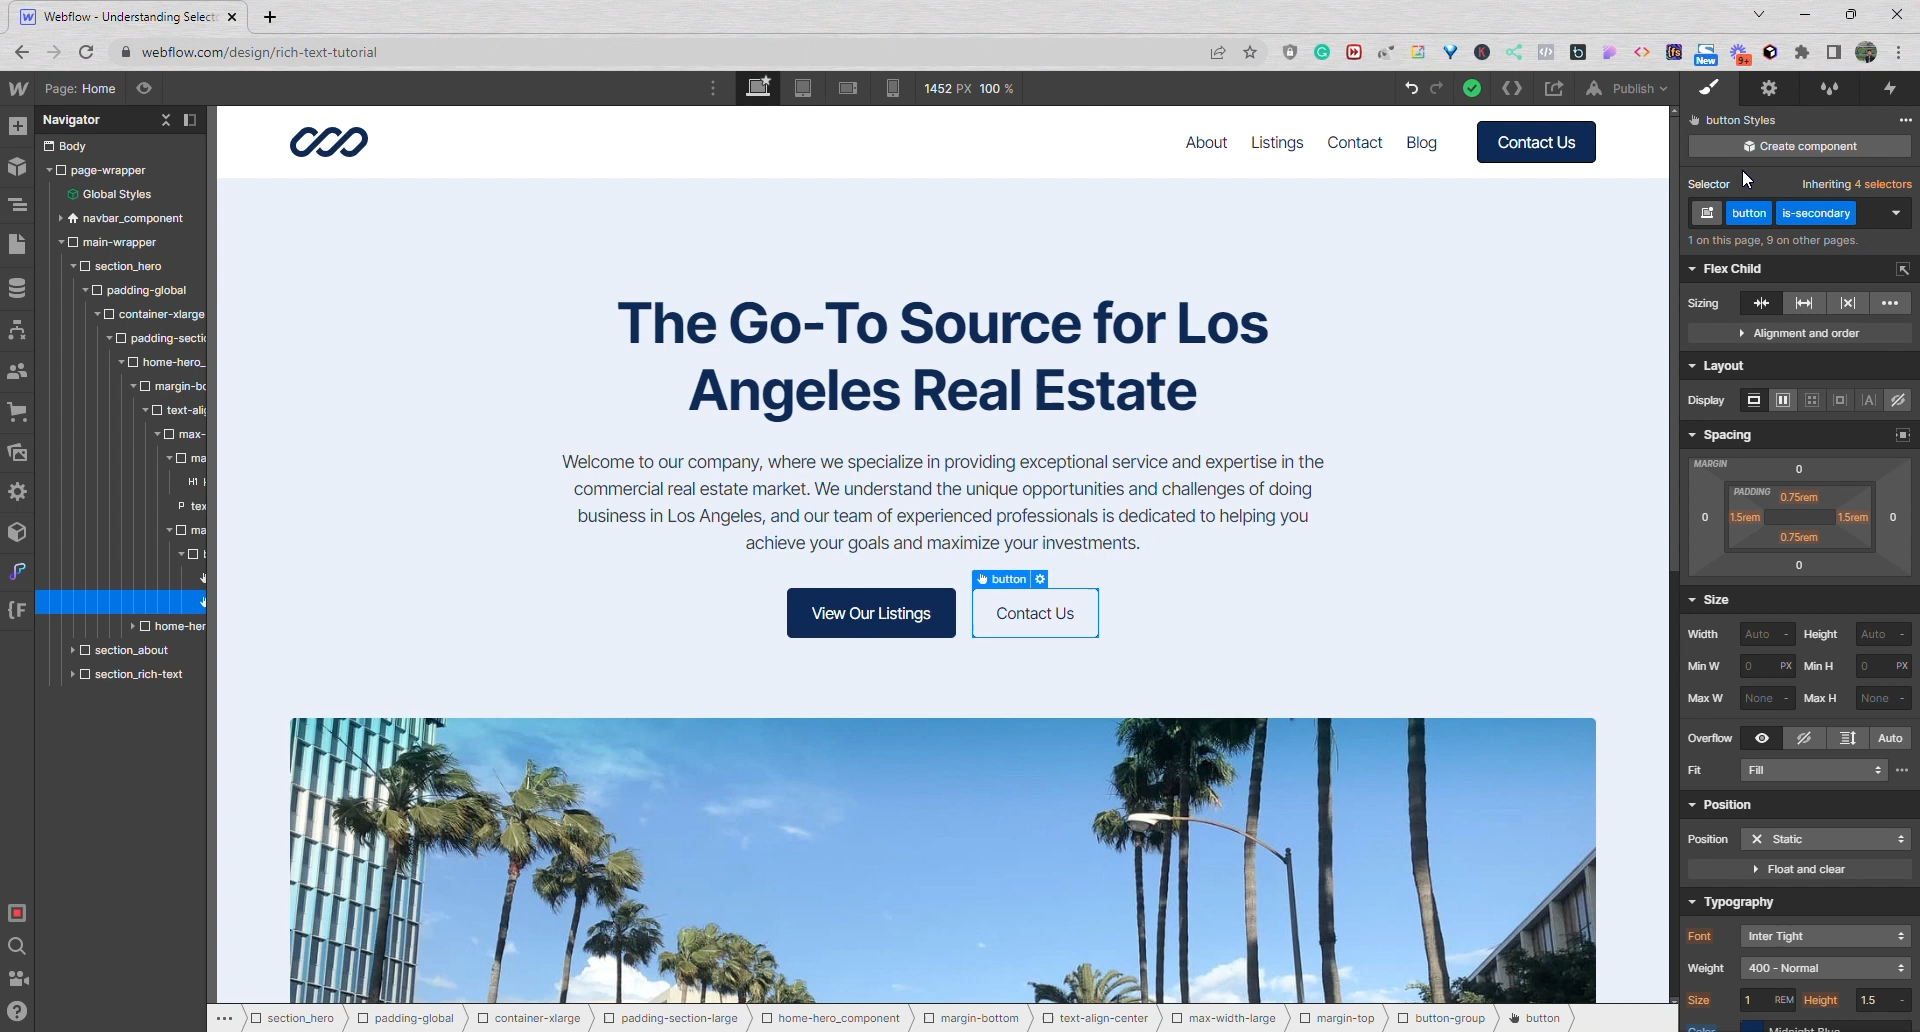 Webflow - Understanding Select
webflow.com/design/rich-text-tutorial
New
9+
Page: Home
1452 PX 100 %
Publish
Navigator
Body
page-wrapper
Global Styles
navbar_component
main-wrapper
section_hero
padding-global
container-xlarge
padding-sectic
home-hero_
margin-bo
text-alig
max-
ma
H1
P tex
ma
home-her
section_about
section_rich-text
About
Listings
Contact
Blog
Contact Us
The Go-To Source for Los
Angeles Real Estate
Welcome to our company, where we specialize in providing exceptional service and expertise in the
commercial real estate market. We understand the unique opportunities and challenges of doing
business in Los Angeles, and our team of experienced professionals is dedicated to helping you
achieve your goals and maximize your investments.
button
View Our Listings
Contact Us
section_hero
padding-global
container-xlarge
padding-section-large
home-hero_component
margin-bottom
text-align-center
max-width-large
margin-top
button-group
button
button Styles
Create component
Selector
Inheriting 4 selectors
button
is-secondary
1 on this page, 9 on other pages.
Flex Child
Sizing
Alignment and order
Layout
Display
Spacing
MARGIN
0
PADDING
0.75rem
0
1.5rem
1.5rem
0
0.75rem
0
Size
Width Auto - Height Auto -
Min W 0 PX Min H 0 PX
Max W None - Max H None -
Overflow Auto
Fit Fill
Position
Position Static
Float and clear
Typography
Font Inter Tight
Weight 400 - Normal
Size 1 REM Height 1.5 -
Color Midnight Blue